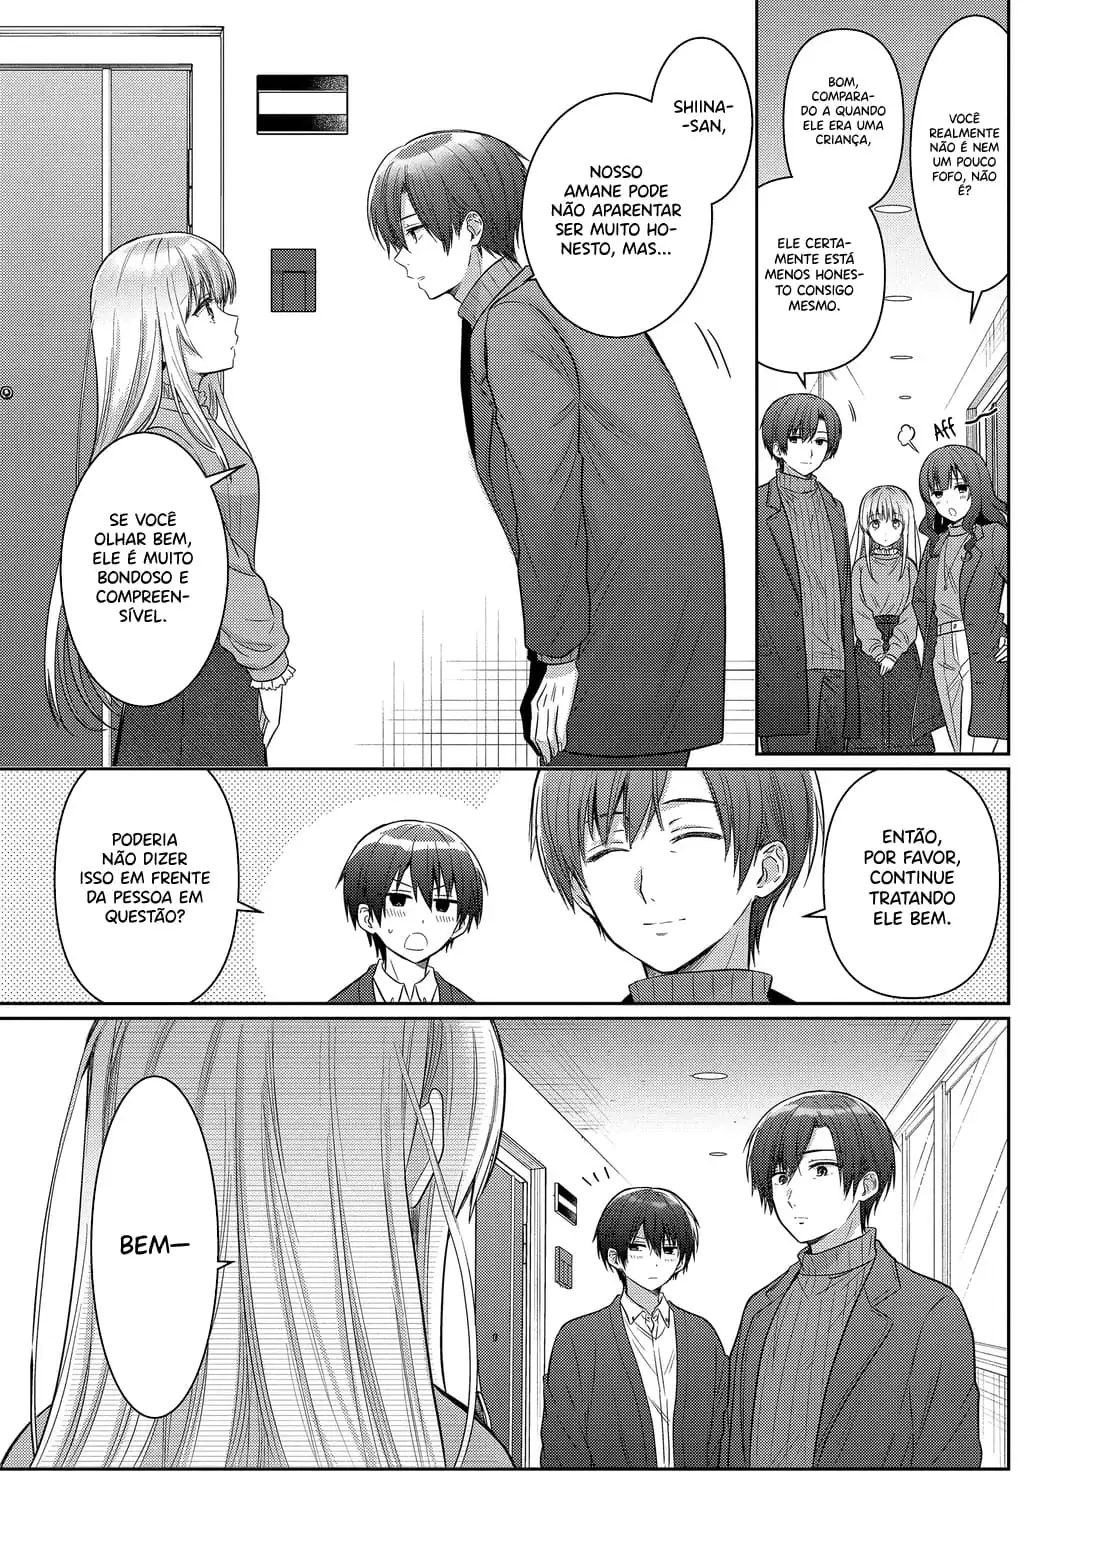 VOCÊ
REALMENTE
NÃO É NEM
UM POUCO
FOFO, NÃO
É?
BOM,
COMPARA-
DO A QUANDO
ELE ERA UMA
CRIANÇA,
ELE CERTA-
MENTE ESTÁ
MENOS HONES-
TO CONSIGO
MESMO.
AFF
SHIINA-
-SAN,
NOSSO
AMANE PODE
NÃO APARENTAR
SER MUITO HO-
NESTO, MAS...
SE VOCÊ
OLHAR BEM,
ELE É MUITO
BONDOSO E
COMPREEN-
SÍVEL.
ENTÃO,
POR FAVOR,
CONTINUE
TRATANDO
ELE BEM.
PODERIA
NÃO DIZER
ISSO EM FRENTE
DA PESSOA EM
QUESTÃO?
BEM—